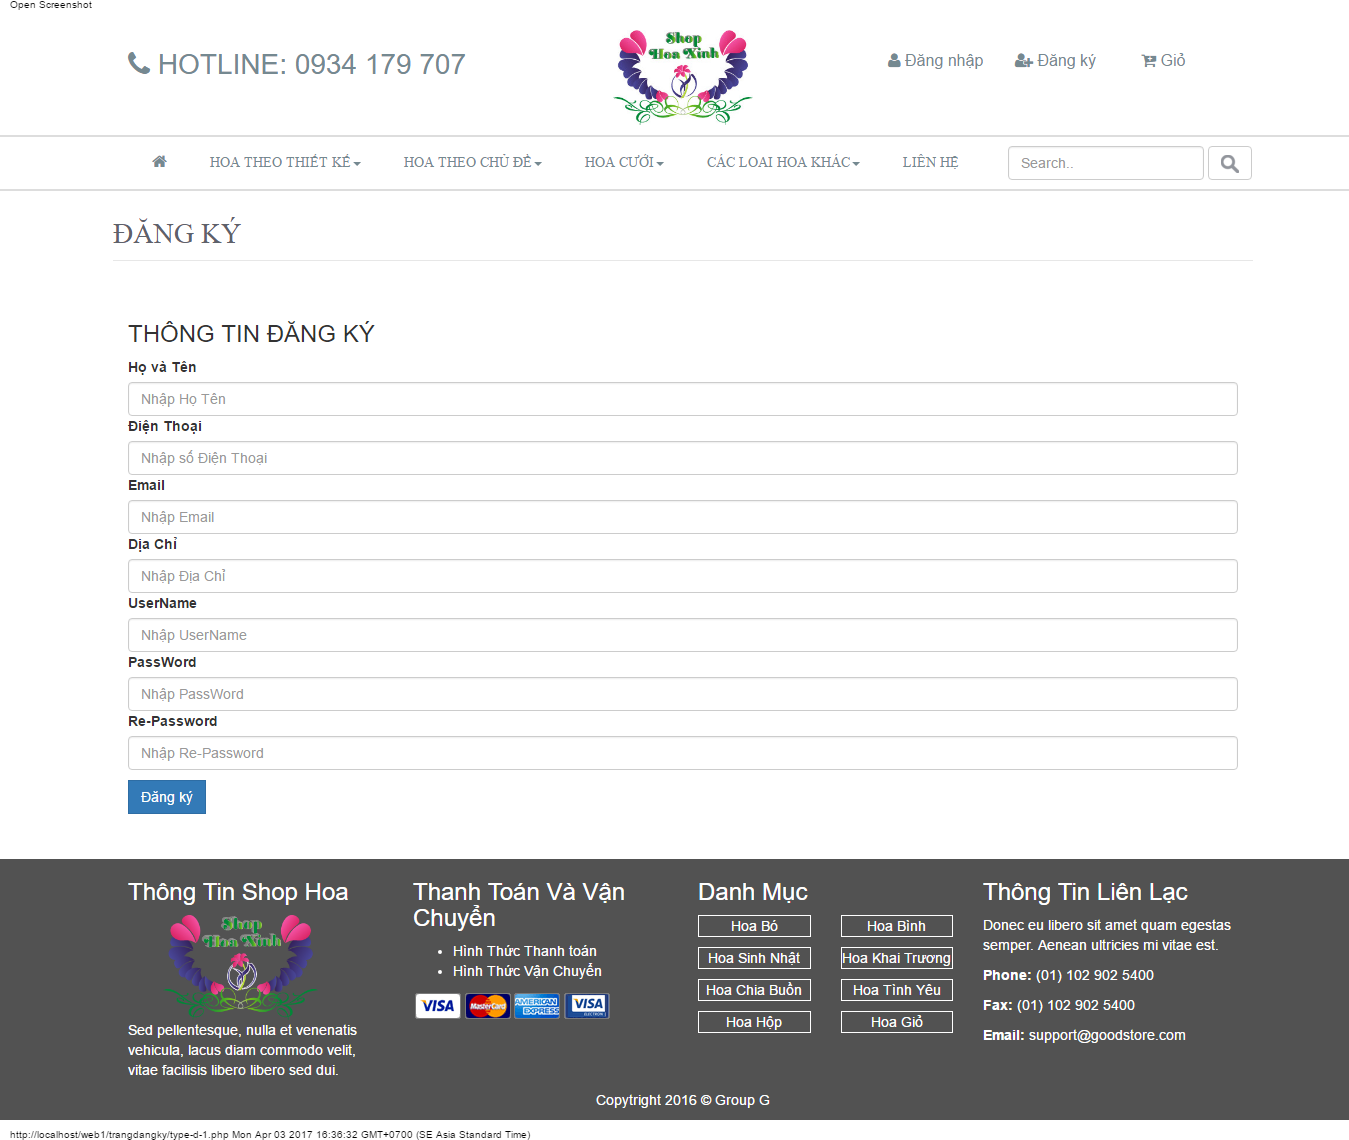 Open Screenshot
HOTLINE: 0934 179 707
Shop
Hoa Xinh
Đăng nhập
Đăng ký
Giỏ
HOA THEO THIẾT KẾ
HOA THEO CHỦ ĐỀ
HOA CƯỚI
CÁC LOẠI HOA KHÁC
LIÊN HỆ
Search..
ĐĂNG KÝ
THÔNG TIN ĐĂNG KÝ
Họ và Tên
Nhập Họ Tên
Điện Thoại
Nhập số Điện Thoại
Email
Nhập Email
Địa Chỉ
Nhập Địa Chỉ
UserName
Nhập UserName
PassWord
Nhập PassWord
Re-Password
Nhập Re-Password
Đăng ký
Thông Tin Shop Hoa
Shop
Hoa Xinh
Sed pellentesque, nulla et venenatis
vehicula, lacus diam commodo velit,
vitae facilisis libero libero sed dui.
Thanh Toán Và Vận
Chuyển
Hình Thức Thanh toán
Hình Thức Vận Chuyển
VISA
MasterCard
AMERICAN
EXPRESS
VISA
ELECTRON
Danh Mục
Hoa Bó
Hoa Bình
Hoa Sinh Nhật
Hoa Khai Trương
Hoa Chia Buồn
Hoa Tình Yêu
Hoa Hộp
Hoa Giỏ
Thông Tin Liên Lạc
Donec eu libero sit amet quam egestas
semper. Aenean ultricies mi vitae est.
Phone: (01) 102 902 5400
Fax: (01) 102 902 5400
Email: support@goodstore.com
Copytright 2016 © Group G
http://localhost/web1/trangdangky/type-d-1.php Mon Apr 03 2017 16:36:32 GMT+0700 (SE Asia Standard Time)